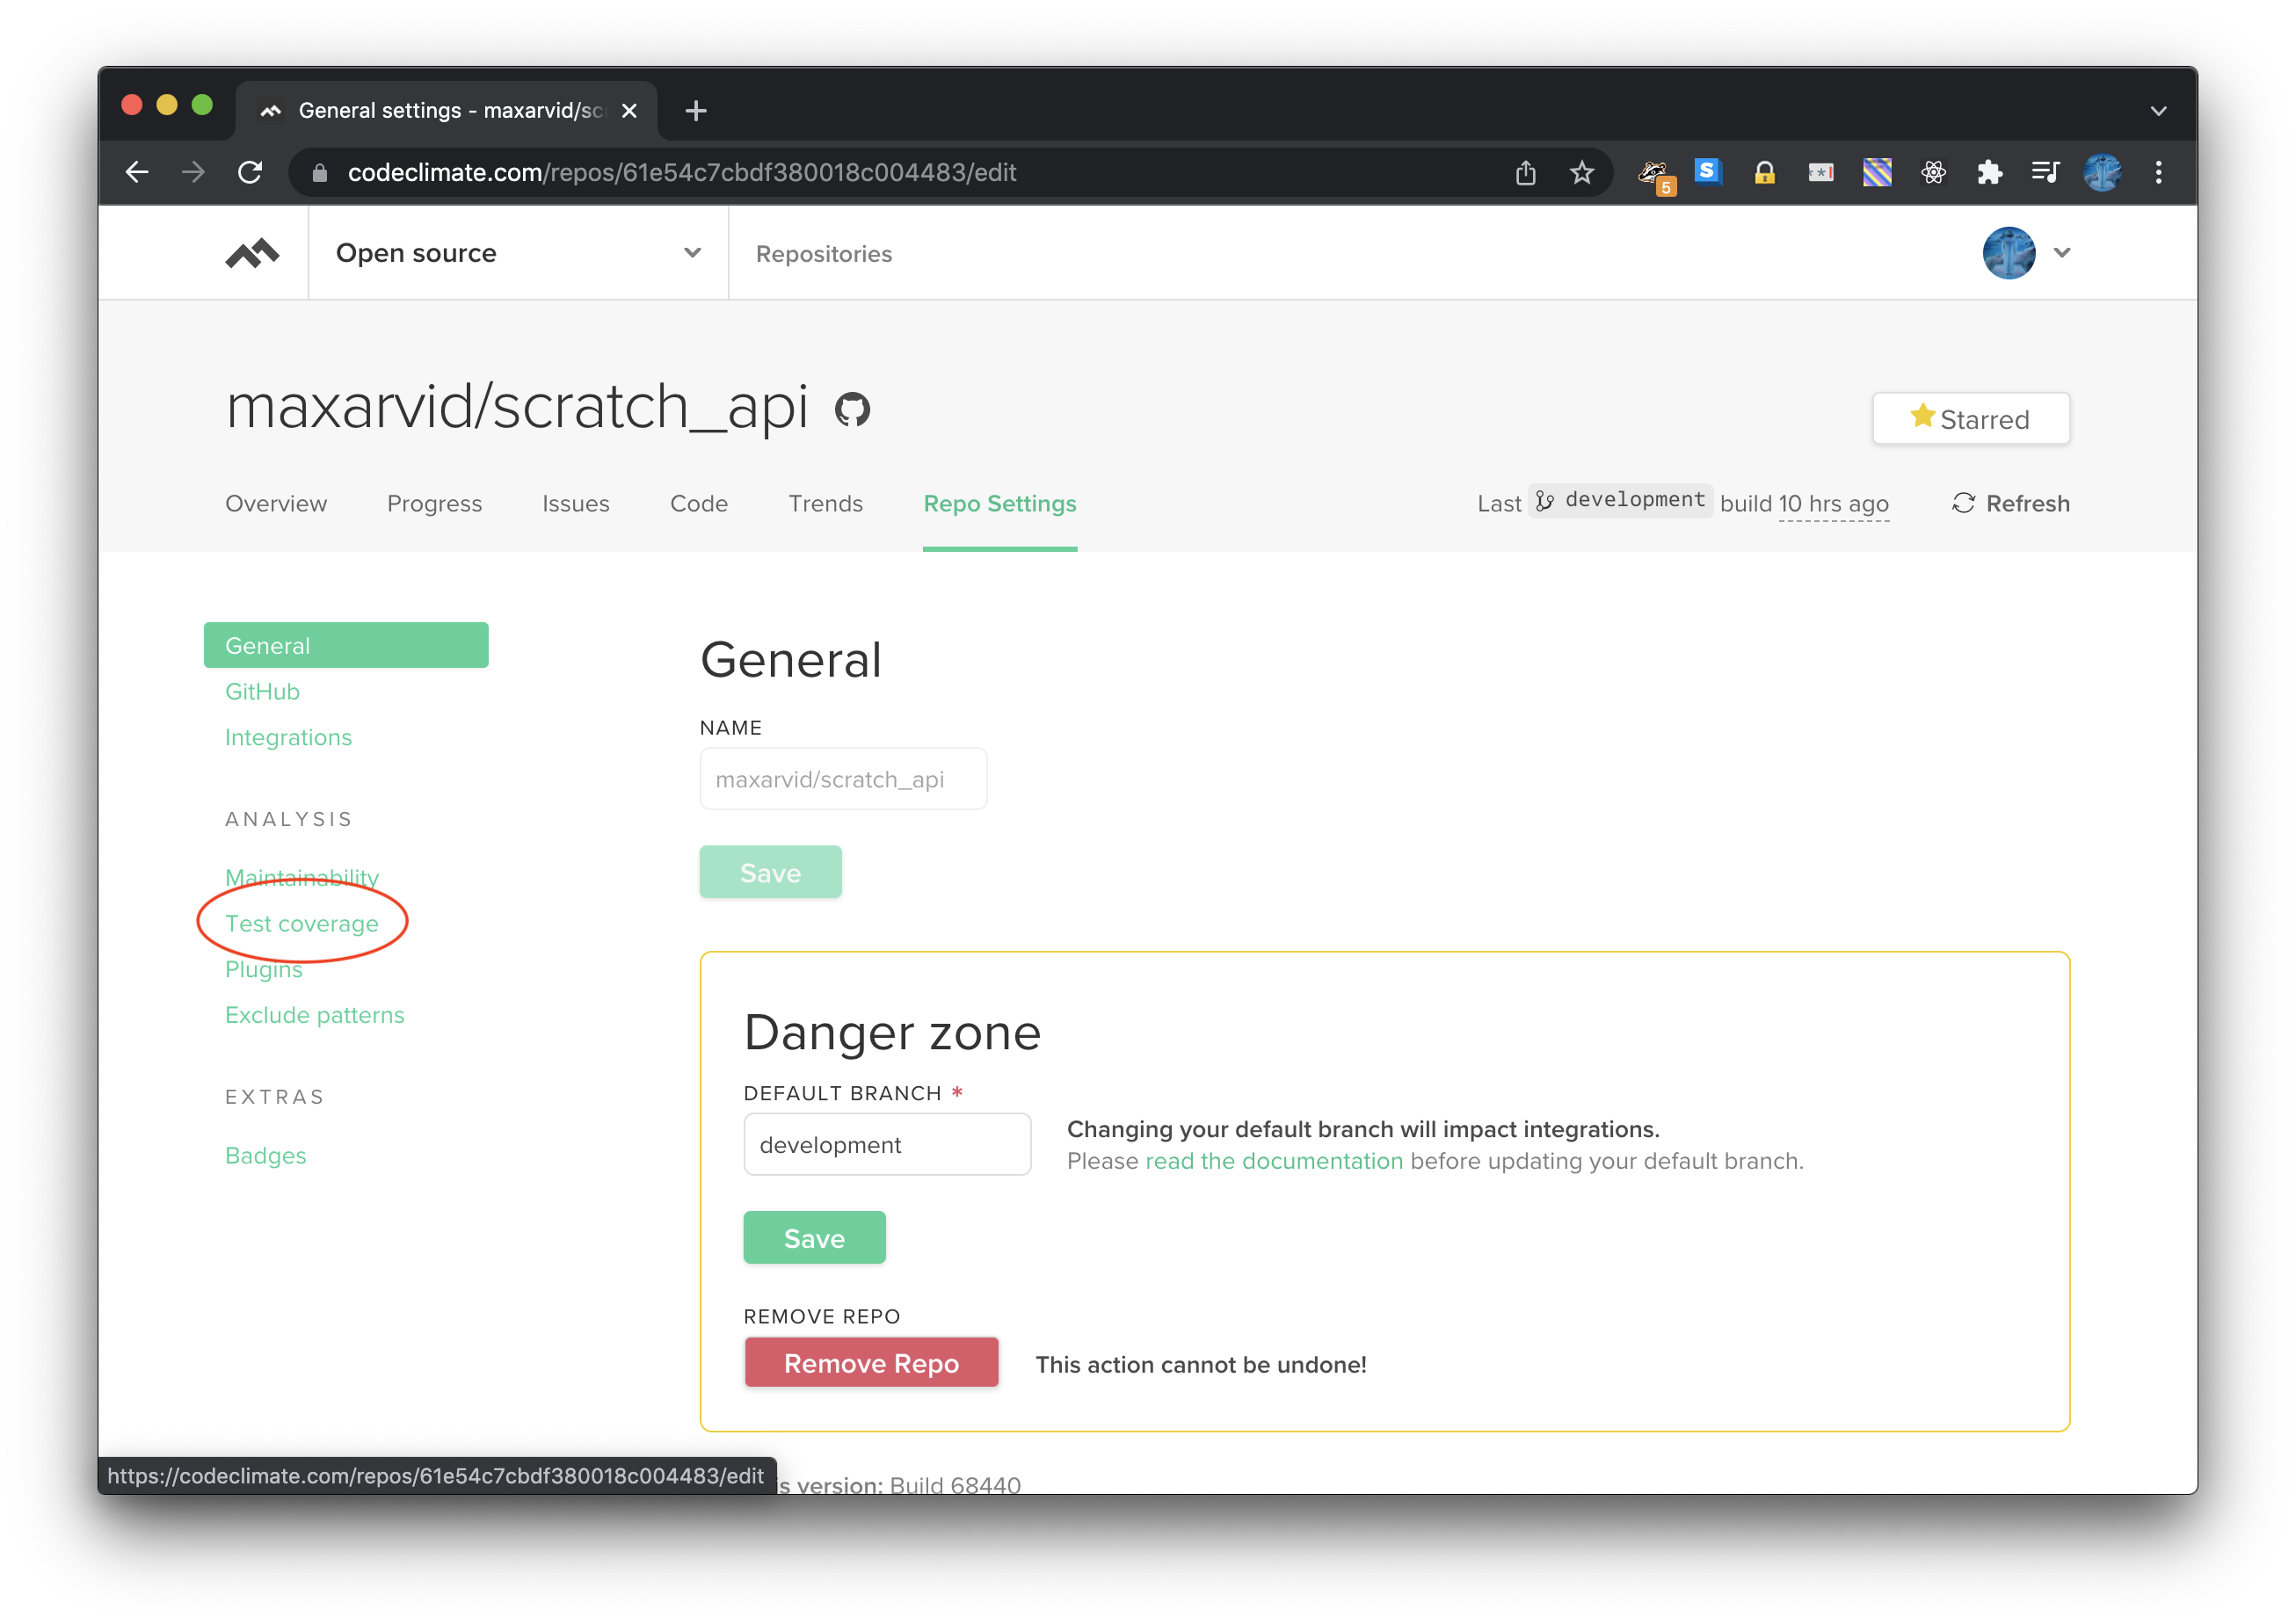 General settings - maxarvid/sc
codeclimate.com/repos/61e54c7cbdf380018c004483/edit
5
S
Open source
Repositories
maxarvid/scratch_api
Starred
Overview Progress Issues Code Trends Repo Settings
Last development build 10 hrs ago Refresh
General
GitHub
Integrations
ANALYSIS
Maintainability
Test coverage
Plugins
Exclude patterns
EXTRAS
Badges
General
NAME
maxarvid/scratch_api
Save
Danger zone
DEFAULT BRANCH *
development
Changing your default branch will impact integrations.
Please read the documentation before updating your default branch.
Save
REMOVE REPO
Remove Repo
This action cannot be undone!
https://codeclimate.com/repos/61e54c7cbdf380018c004483/edit
s version: Build 68440